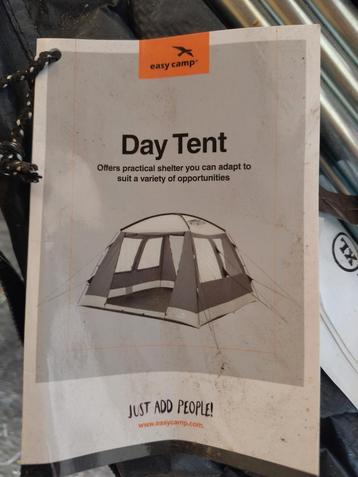 easy camp®
Day Tent
Offers practical shelter you can adapt to
suit a variety of opportunities
JUST ADD PEOPLE!
www.easycamp.com